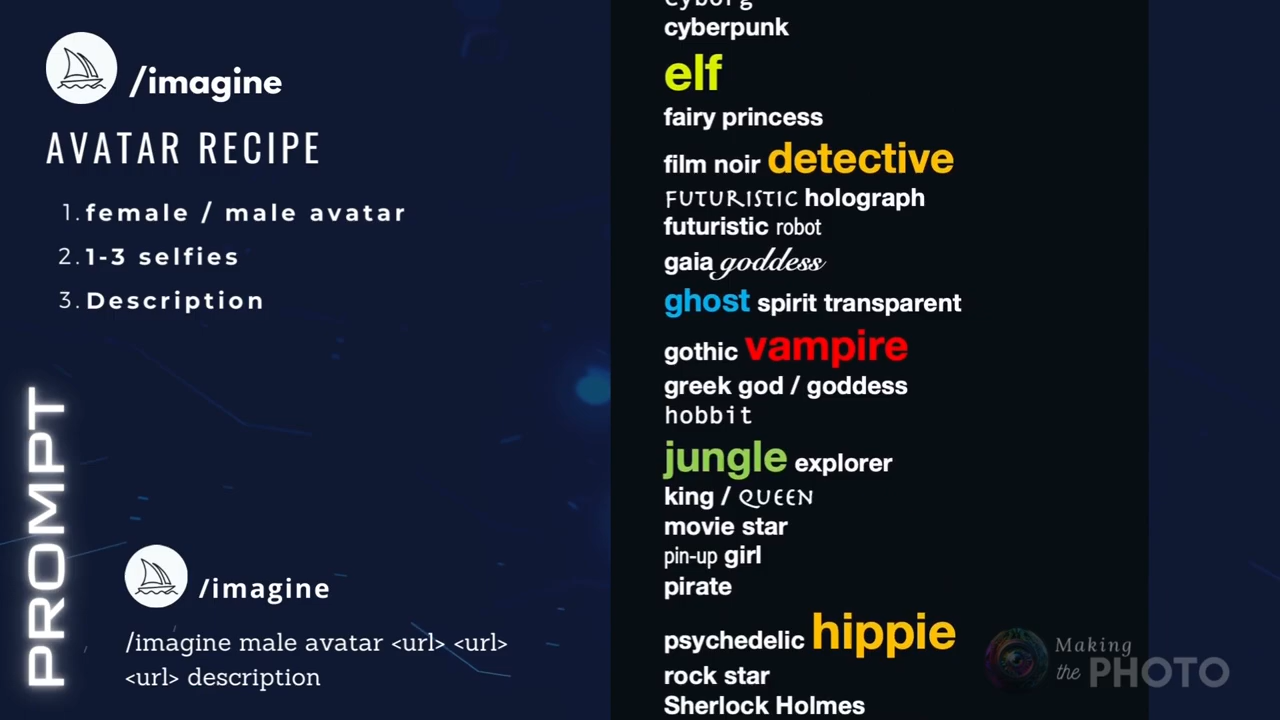 /imagine
AVATAR RECIPE
1. female / male avatar
2. 1-3 selfies
3. Description
PROMPT
/imagine
/imagine male avatar <url> <url>
<url> description
cyborg
cyberpunk
elf
fairy princess
film noir detective
FUTURISTIC holograph
futuristic robot
gaia goddess
ghost spirit transparent
gothic vampire
greek god / goddess
hobbit
jungle explorer
king / QUEEN
movie star
pin-up girl
pirate
psychedelic hippie
rock star
Sherlock Holmes
Making
the PHOTO